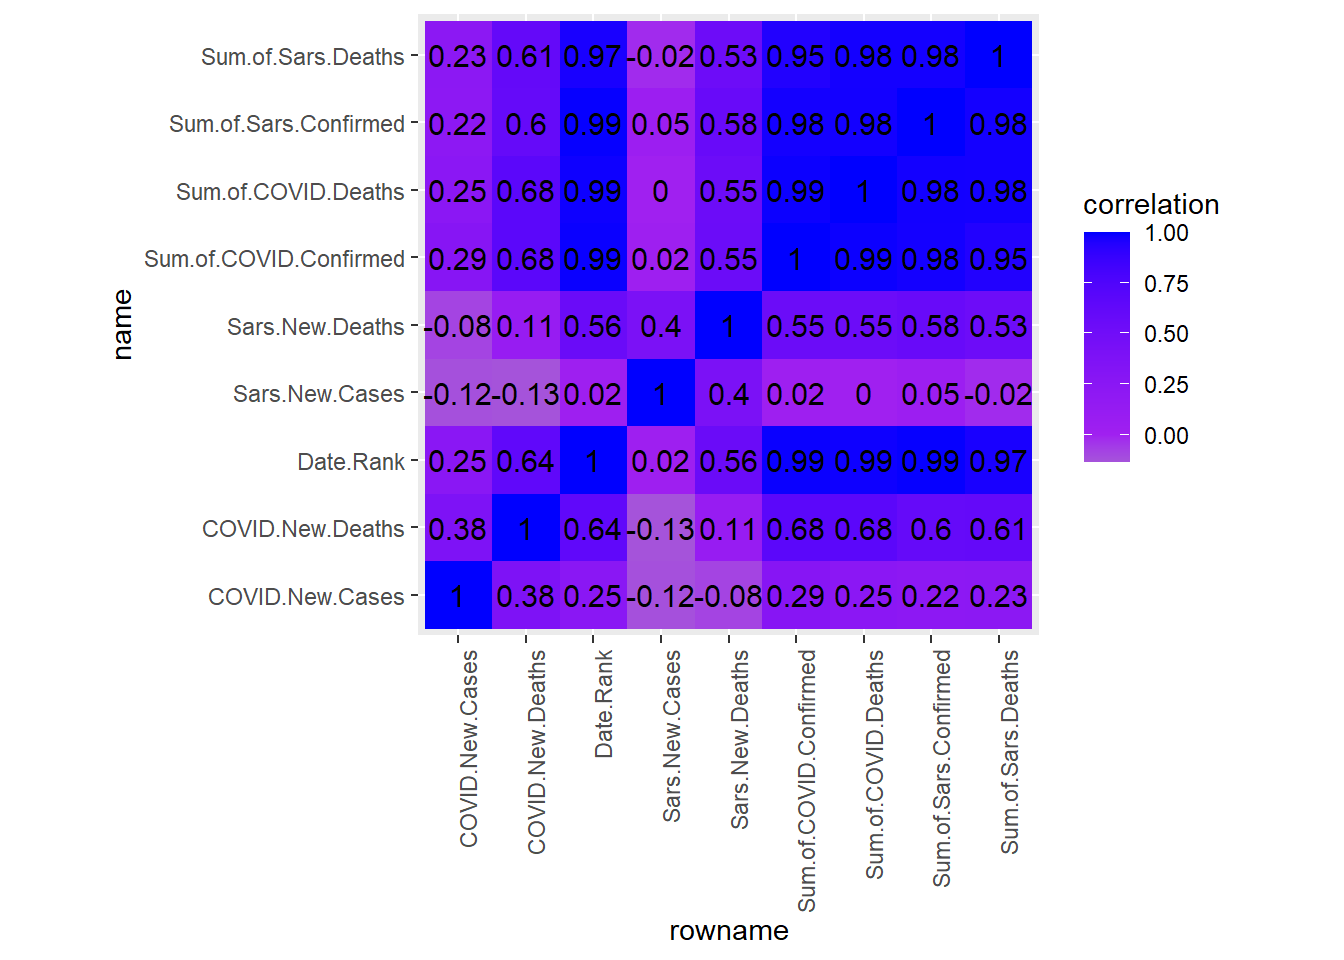 Sum.of.Sars.Deaths 0.23 0.61 0.97 -0.02 0.53 0.95 0.98 0.98 1
Sum.of.Sars.Confirmed 0.22 0.6 0.99 0.05 0.58 0.98 0.98 1 0.98
Sum.of.COVID.Deaths 0.25 0.68 0.99 0 0.55 0.99 1 0.98 0.98
Sum.of.COVID.Confirmed 0.29 0.68 0.99 0.02 0.55 1 0.99 0.98 0.95
Sars.New.Deaths -0.08 0.11 0.56 0.4 1 0.55 0.55 0.58 0.53
Sars.New.Cases -0.12 -0.13 0.02 1 0.4 0.02 0 0.05 -0.02
Date.Rank 0.25 0.64 1 0.02 0.56 0.99 0.99 0.99 0.97
COVID.New.Deaths 0.38 1 0.64 -0.13 0.11 0.68 0.68 0.6 0.61
COVID.New.Cases 1 0.38 0.25 -0.12 -0.08 0.29 0.25 0.22 0.23
name
COVID.New.Cases
COVID.New.Deaths
Date.Rank
Sars.New.Cases
Sars.New.Deaths
Sum.of.COVID.Confirmed
Sum.of.COVID.Deaths
Sum.of.Sars.Confirmed
Sum.of.Sars.Deaths
rowname
correlation
1.00
0.75
0.50
0.25
0.00